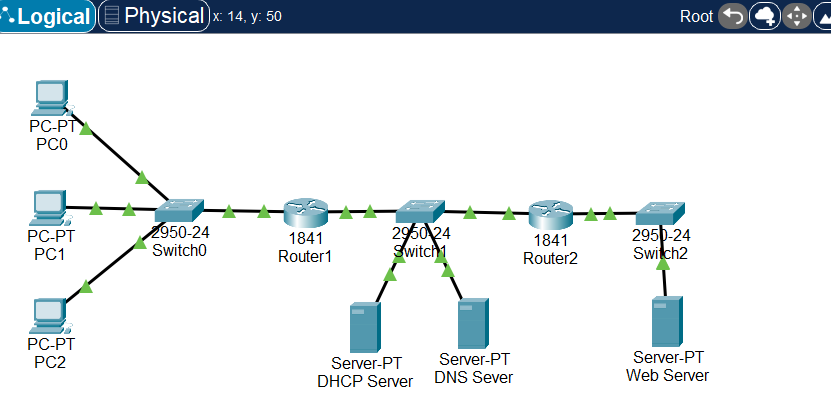 Logical Physical x: 14, y: 50 Root
PC-PT
PC0
PC-PT
PC1
2950-24
Switch0
1841
Router1
2950-24
Switch1
1841
Router2
2950-24
Switch2
PC-PT
PC2
Server-PT
DHCP Server
Server-PT
DNS Sever
Server-PT
Web Server